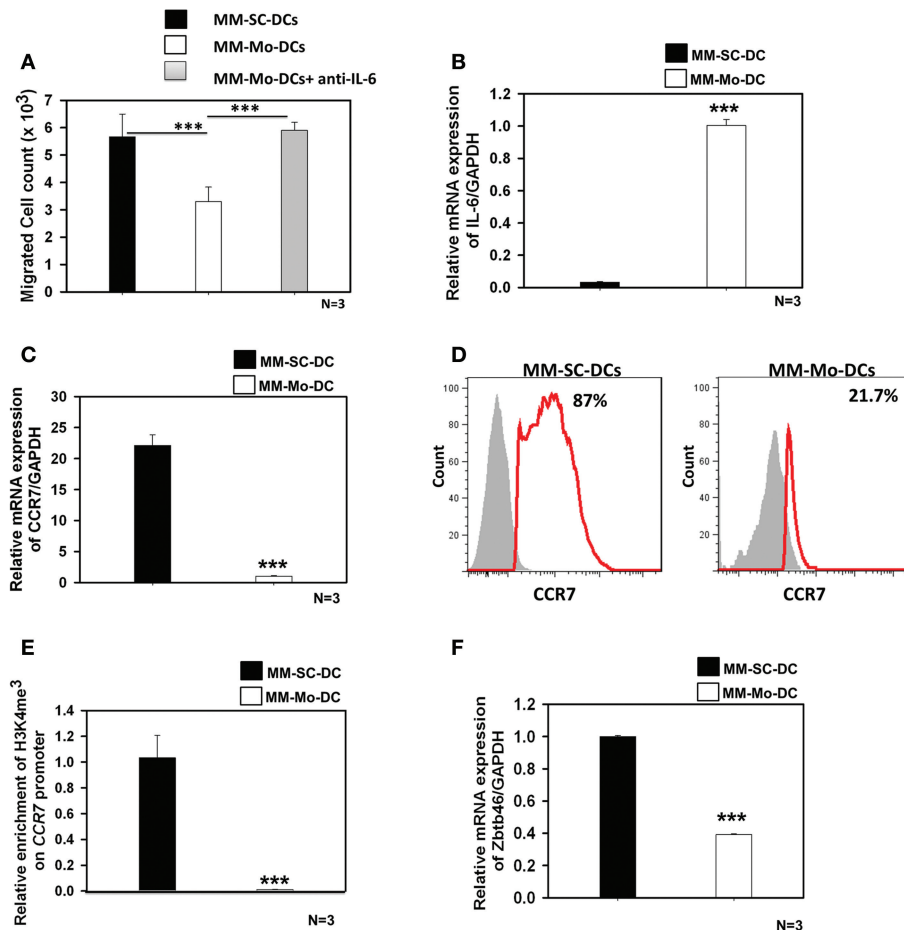 A
MM-SC-DCs
MM-Mo-DCs
MM-Mo-DCs+ anti-IL-6
Migrated Cell count (x 10³)
7
6
5
4
3
2
1
0
***
***
N=3
B
MM-SC-DC
MM-Mo-DC
Relative mRNA expression
of IL-6/GAPDH
1.2
1.0
0.8
0.6
0.4
0.2
0.0
***
N=3
C
MM-SC-DC
MM-Mo-DC
Relative mRNA expression
of CCR7/GAPDH
30
25
20
15
10
5
0
***
N=3
D
MM-SC-DCs
87%
Count
100
80
60
40
20
0
CCR7
MM-Mo-DCs
21.7%
Count
100
80
60
40
20
0
CCR7
E
MM-SC-DC
MM-Mo-DC
Relative enrichment of H3K4me³
on CCR7 promoter
1.4
1.2
1.0
0.8
0.6
0.4
0.2
0.0
***
N=3
F
MM-SC-DC
MM-Mo-DC
Relative mRNA expression
of Zbtb46/GAPDH
1.2
1.0
0.8
0.6
0.4
0.2
0.0
***
N=3